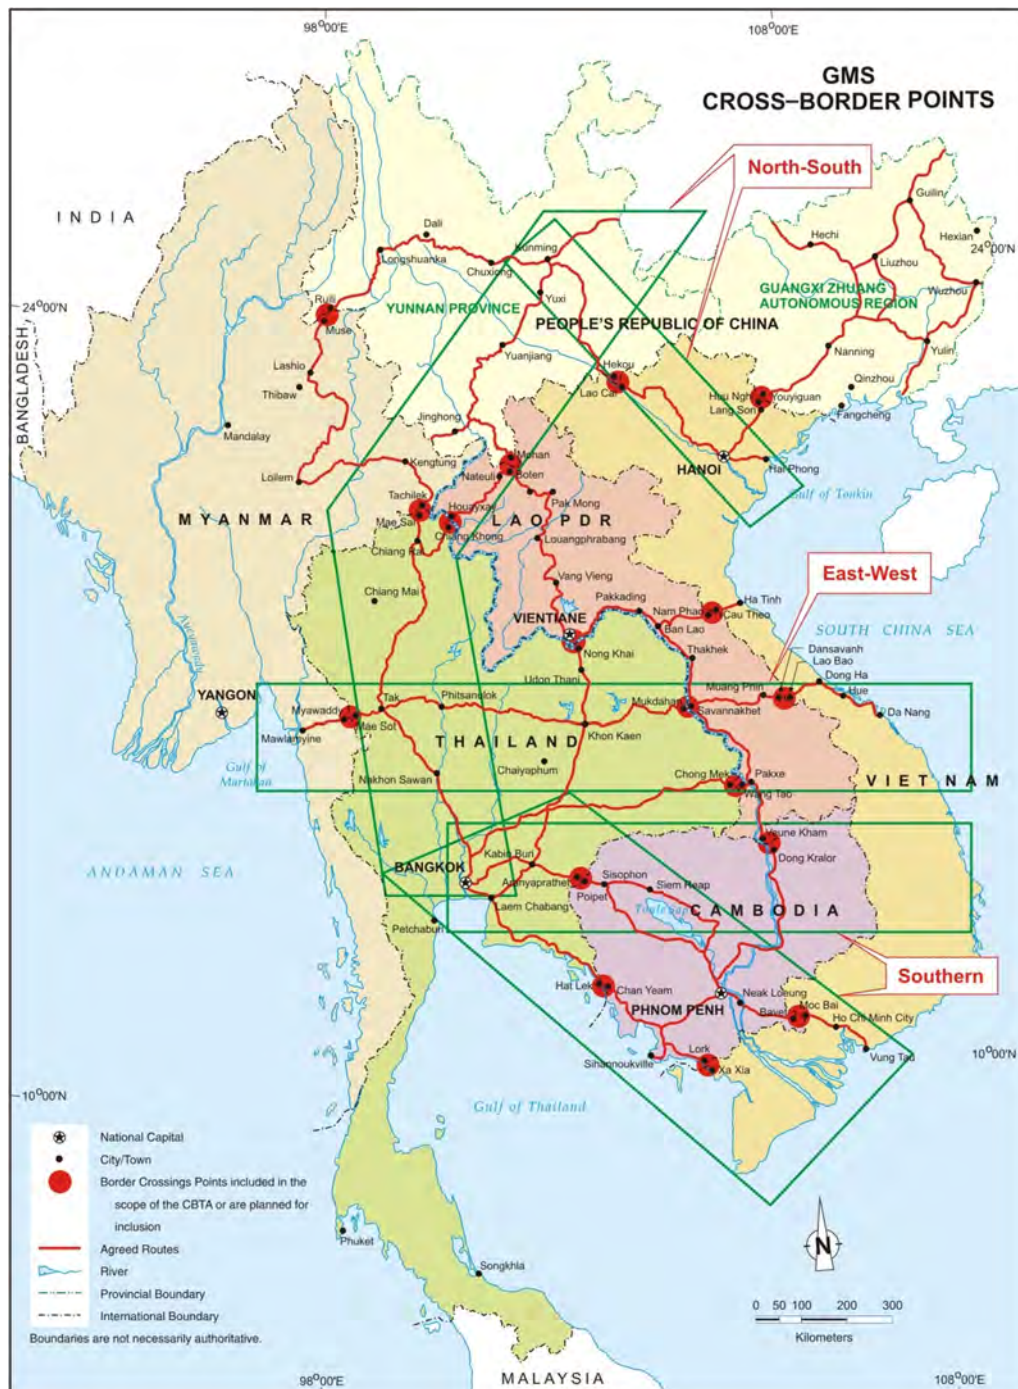 98°00'E
108°00'E
GMS
CROSS–BORDER POINTS
North-South
INDIA
Dali
Guilin
Hechi
Hexian
24°00'N
Longshuanka
Kunming
Chuxiong
Liuzhou
GUANGXI ZHUANG
AUTONOMOUS REGION
Wuzhou
24°00'N
Ruili
Muse
YUNNAN PROVINCE
Yuxi
PEOPLE'S REPUBLIC OF CHINA
BANGLADESH
Yuanjiang
Nanning
Yulin
Lashio
Thibaw
Hekou
Lao Cai
Huu Nghi
Youyiguan
Lang Son
Qinzhou
Fangcheng
Mandalay
Jinghong
HANOI
Hai Phong
Kengtung
Mohan
Boten
Nateuil
Loilem
Gulf of Tonkin
Tachilek
Mae Sai
Houayxay
Chiang Khong
Pak Mong
MYANMAR
LAO PDR
Chiang Rai
Louangphrabang
East-West
Vang Vieng
Chiang Mai
Pakkading
Nam Phao
Ha Tinh
Cau Treo
VIENTIANE
Ban Lao
SOUTH CHINA SEA
Nong Khai
Thakhek
Dansavanh
Lao Bao
Dong Ha
Udon Thani
YANGON
Tak
Phitsanulok
Mukdahan
Savannakhet
Muang Phin
Hue
Da Nang
Myawaddy
Mae Sot
Mawlamyine
THAILAND
Khon Kaen
Gulf of
Martaban
Nakhon Sawan
Chaiyaphum
Chong Mek
Pakxe
Wang Tao
VIET NAM
Veune Kham
Dong Kralor
Kabin Buri
BANGKOK
Aranyaprathet
Sisophon
Poipet
Siem Reap
ANDAMAN SEA
Laem Chabang
Tonle Sap
CAMBODIA
Petchaburi
Southern
Hat Lek
Chan Yeam
PHNOM PENH
Neak Loeung
Bavet
Moc Bai
Ho Chi Minh City
Vung Tau
Sihannoukville
Lork
Xa Xia
10°00'N
10°00'N
Gulf of Thailand
National Capital
City/Town
Border Crossings Points included in the
scope of the CBTA or are planned for
inclusion
Agreed Routes
River
Provincial Boundary
International Boundary
Boundaries are not necessarily authoritative.
Phuket
Songkhla
N
0 50 100 200 300
Kilometers
MALAYSIA
98°00'E
108°00'E